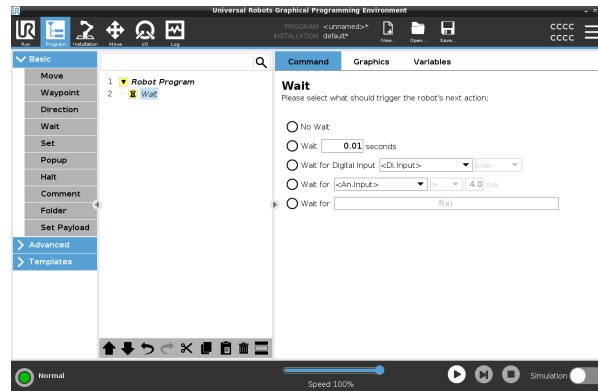 Universal Robots Graphical Programming Environment
Run
Program
Installation
Move
I/O
Log
PROGRAM <unnamed>*
INSTALLATION default*
New...
Open...
Save...
CCCC
CCCC
Basic
Move
Waypoint
Direction
Wait
Set
Popup
Halt
Comment
Folder
Set Payload
Advanced
Templates
1 Robot Program
2 Wait
Command Graphics Variables
Wait
Please select what should trigger the robot's next action;
No Wait
Wait 0.01 seconds
Wait for Digital Input <Di.Input> Low
Wait for <An.Input> > 4.0 mA
Wait for f(x)
Normal
Speed 100%
Simulation